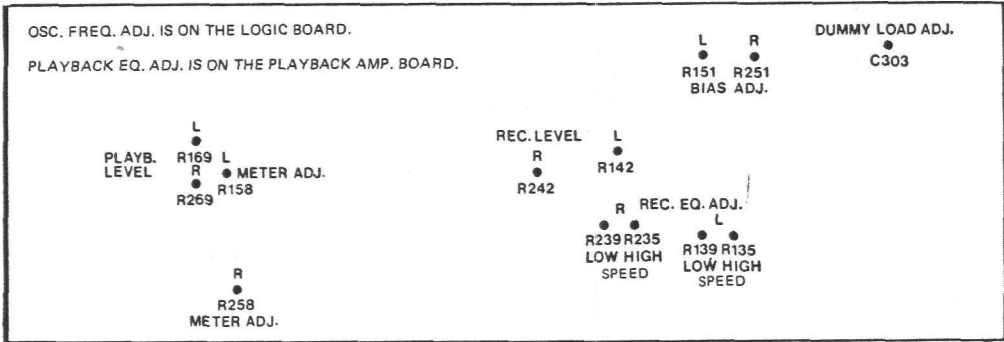 OSC. FREQ. ADJ. IS ON THE LOGIC BOARD.
PLAYBACK EQ. ADJ. IS ON THE PLAYBACK AMP. BOARD.
DUMMY LOAD ADJ.
C303
L R
R151 R251
BIAS ADJ.
L
PLAYB. R169 L
LEVEL R METER ADJ.
R158
R269
REC. LEVEL L
R R142
R242
REC. EQ. ADJ.
R L
R239 R235 R139 R135
LOW HIGH LOW HIGH
SPEED SPEED
R
R258
METER ADJ.